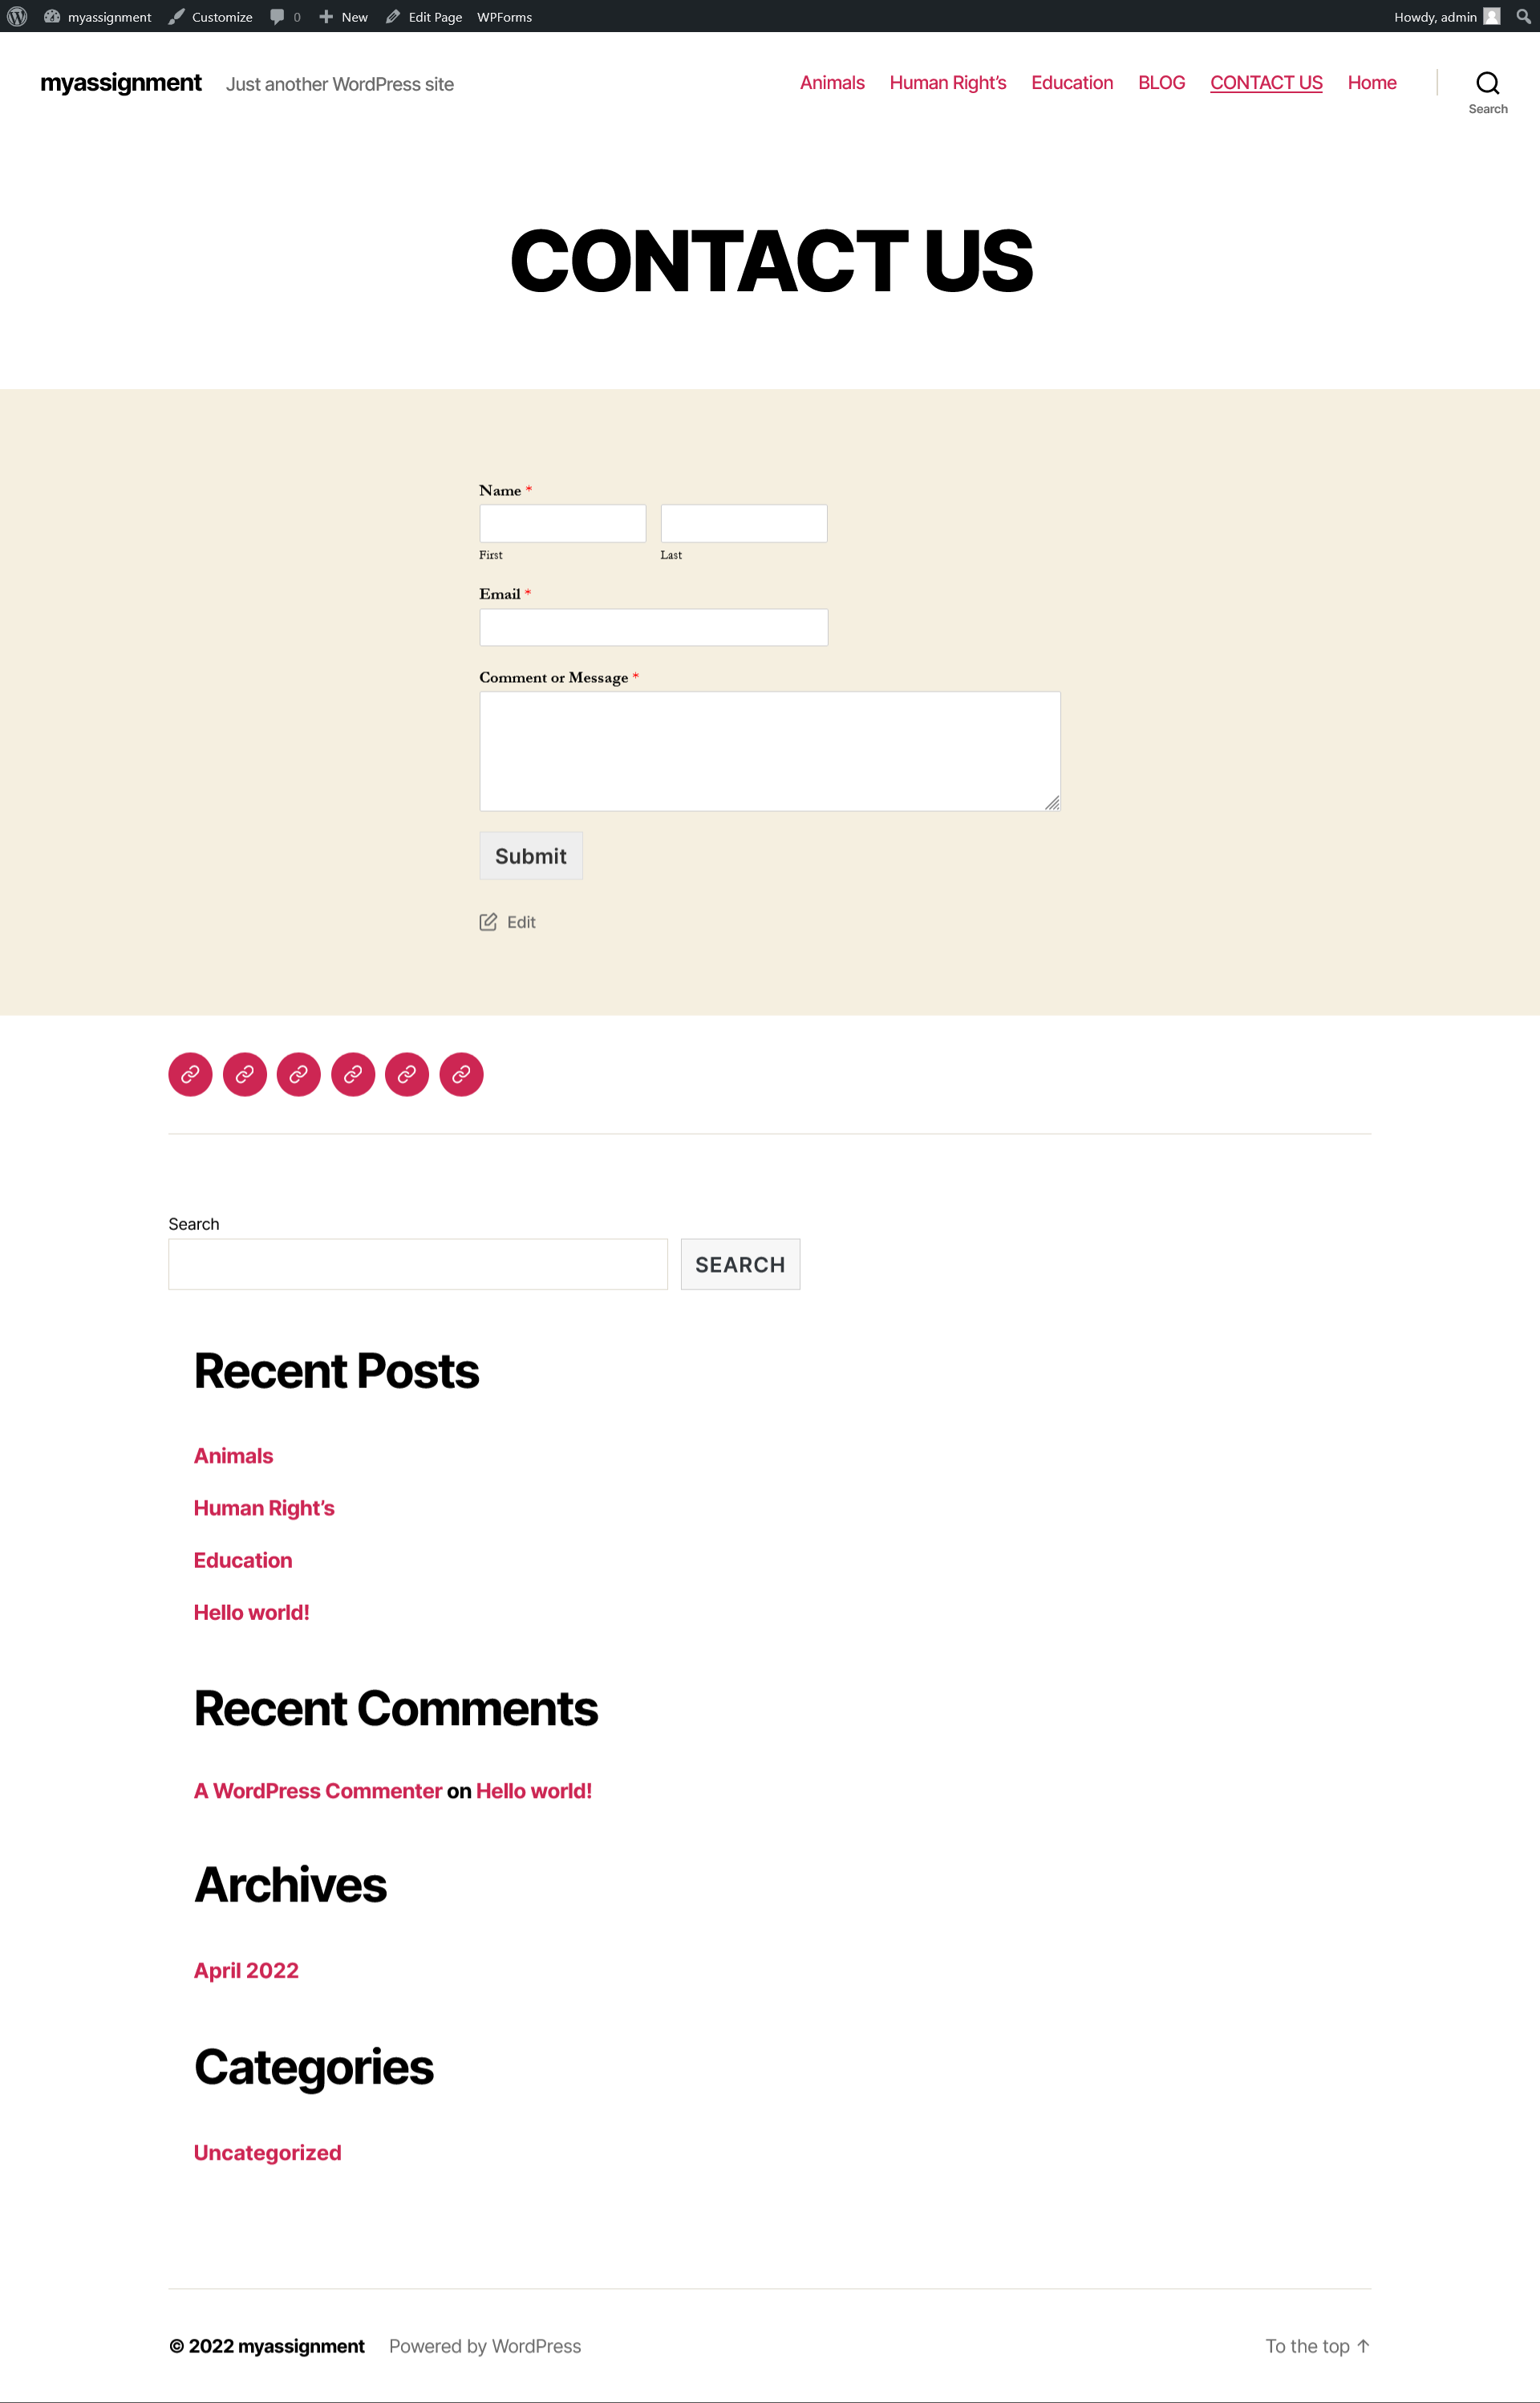 myassignment Customize 0 New Edit Page WPForms Howdy, admin
myassignment Just another WordPress site Animals Human Right’s Education BLOG CONTACT US Home
Search
CONTACT US
Name *
First Last
Email *
Comment or Message *
Submit
Edit
Search
SEARCH
Recent Posts
Animals
Human Right’s
Education
Hello world!
Recent Comments
A WordPress Commenter on Hello world!
Archives
April 2022
Categories
Uncategorized
© 2022 myassignment Powered by WordPress To the top ↑